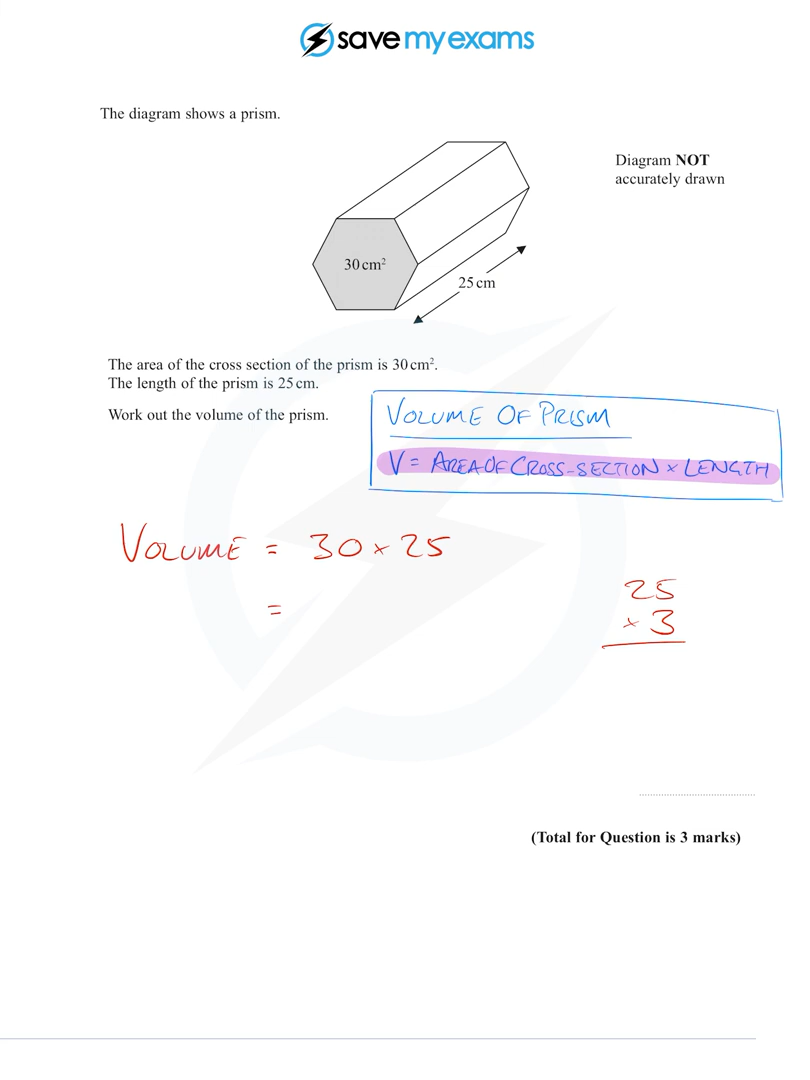 save my exams
The diagram shows a prism.
Diagram NOT
accurately drawn
30 cm²
25 cm
The area of the cross section of the prism is 30 cm².
The length of the prism is 25 cm.
Work out the volume of the prism.
VOLUME OF PRISM
V = AREA OF CROSS-SECTION × LENGTH
VOLUME = 30 × 25
=
25
× 3
(Total for Question is 3 marks)